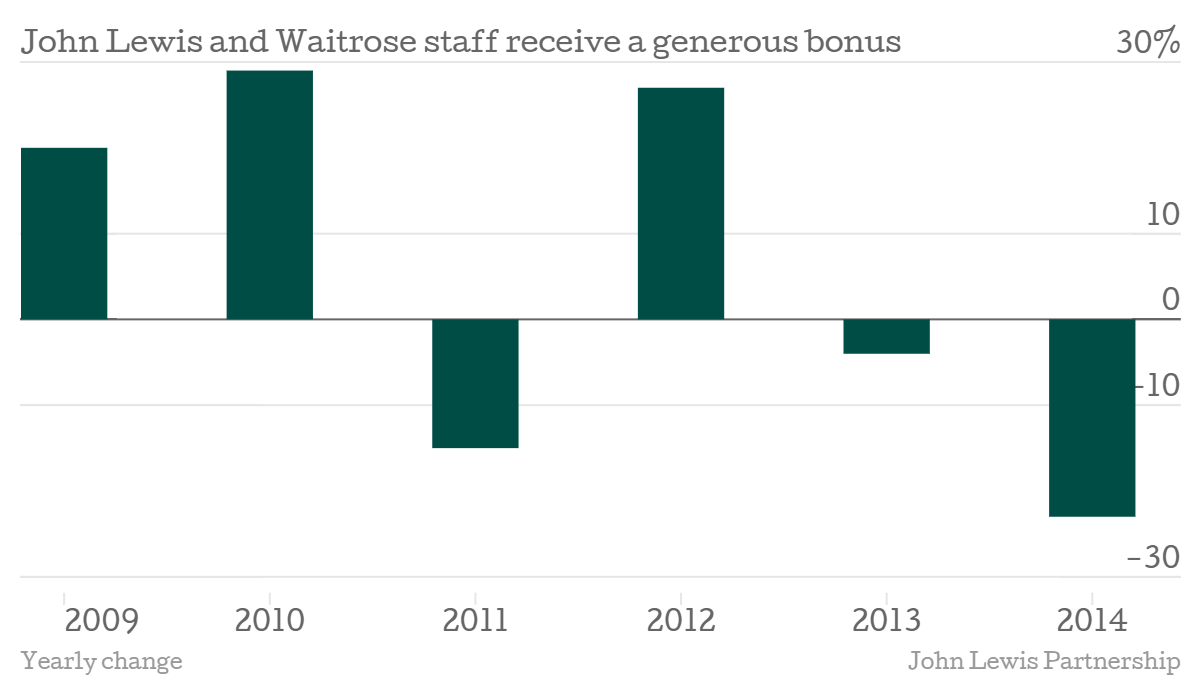 John Lewis and Waitrose staff receive a generous bonus 30%
10
0
-10
-30
2009 2010 2011 2012 2013 2014
Yearly change John Lewis Partnership